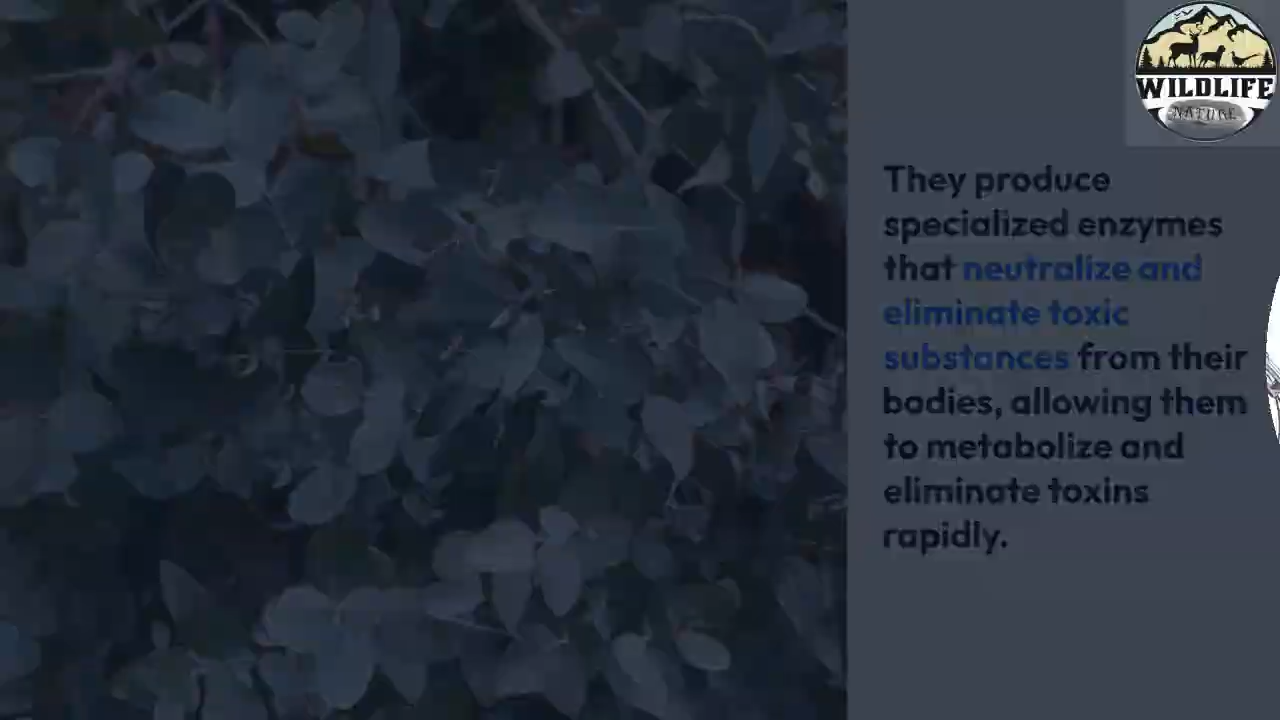 WILDLIFE
NATURE
They produce
specialized enzymes
that neutralize and
eliminate toxic
substances from their
bodies, allowing them
to metabolize and
eliminate toxins
rapidly.